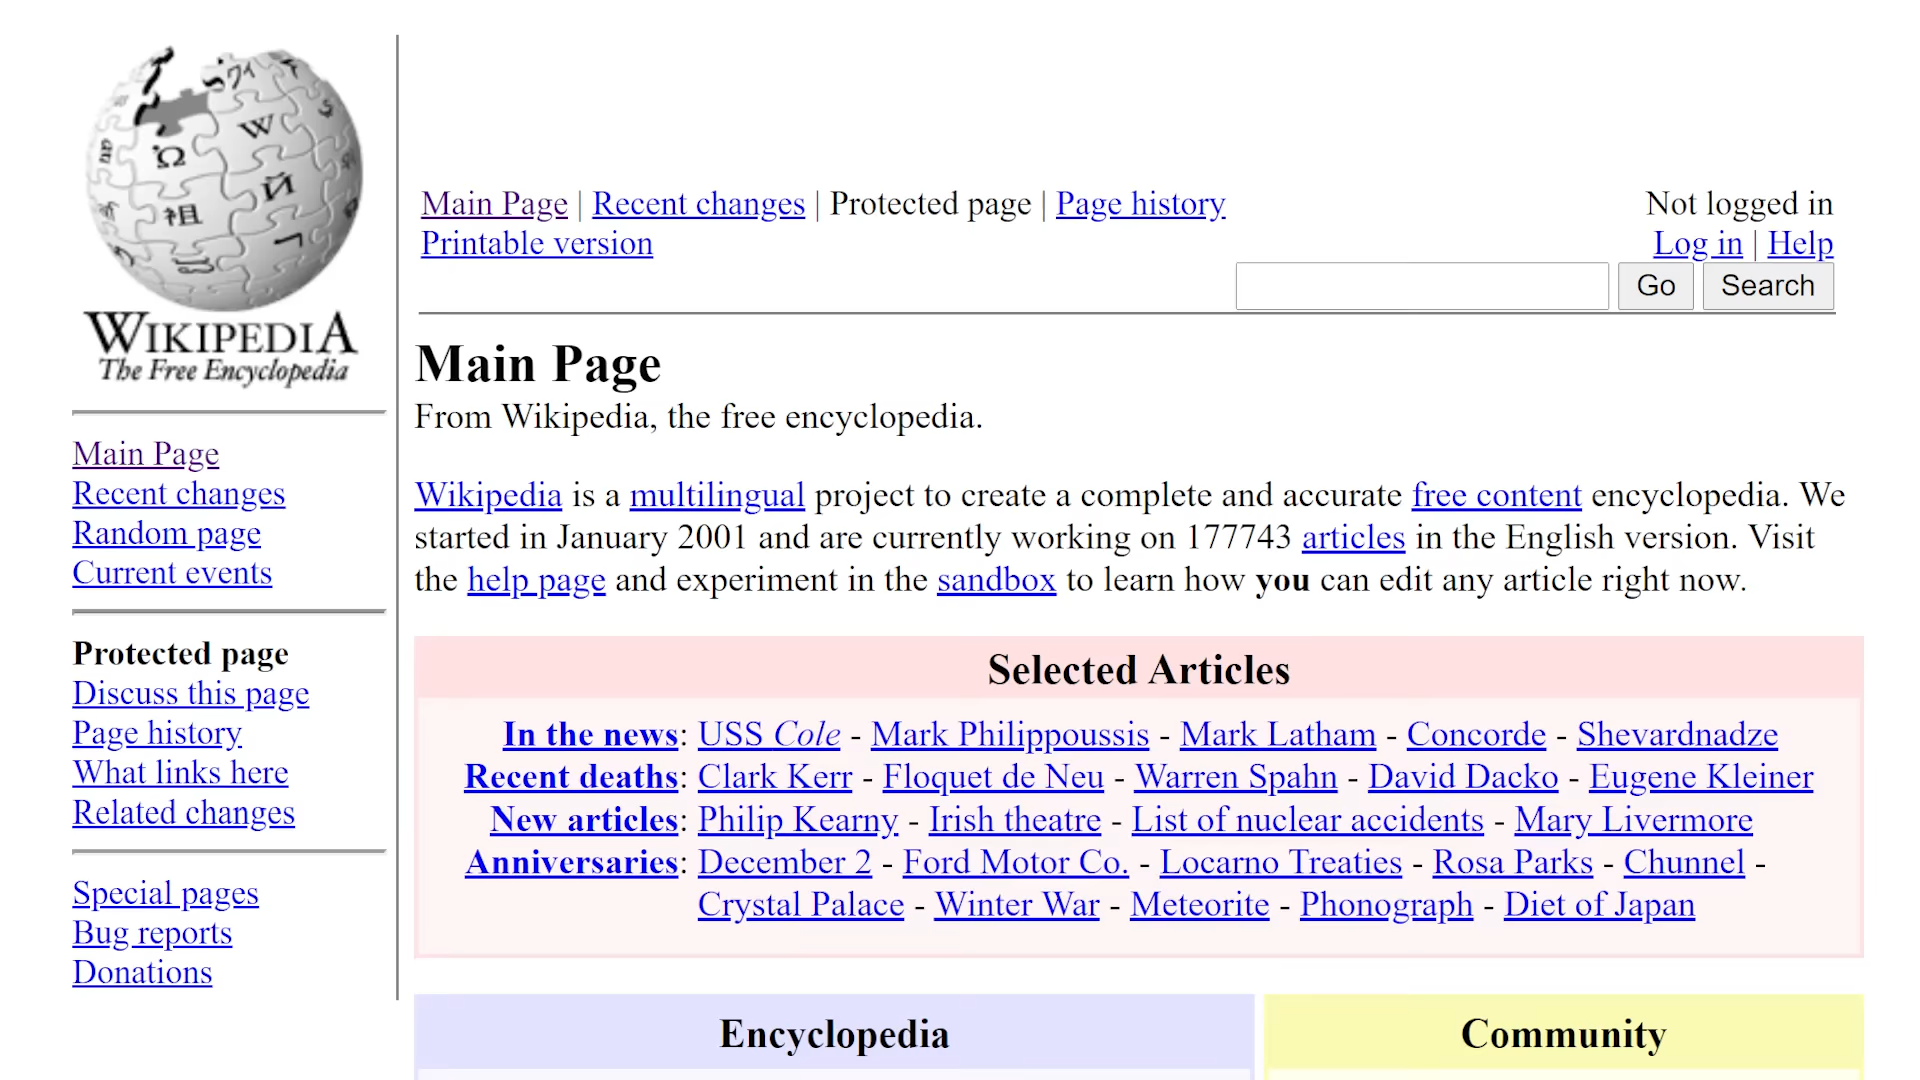 WIKIPEDIA
The Free Encyclopedia
Main Page
Recent changes
Random page
Current events
Protected page
Discuss this page
Page history
What links here
Related changes
Special pages
Bug reports
Donations
Main Page | Recent changes | Protected page | Page history
Printable version
Not logged in
Log in | Help
Go Search
Main Page
From Wikipedia, the free encyclopedia.
Wikipedia is a multilingual project to create a complete and accurate free content encyclopedia. We
started in January 2001 and are currently working on 177743 articles in the English version. Visit
the help page and experiment in the sandbox to learn how you can edit any article right now.
Selected Articles
In the news: USS Cole - Mark Philippoussis - Mark Latham - Concorde - Shevardnadze
Recent deaths: Clark Kerr - Floquet de Neu - Warren Spahn - David Dacko - Eugene Kleiner
New articles: Philip Kearny - Irish theatre - List of nuclear accidents - Mary Livermore
Anniversaries: December 2 - Ford Motor Co. - Locarno Treaties - Rosa Parks - Chunnel -
Crystal Palace - Winter War - Meteorite - Phonograph - Diet of Japan
Encyclopedia
Community